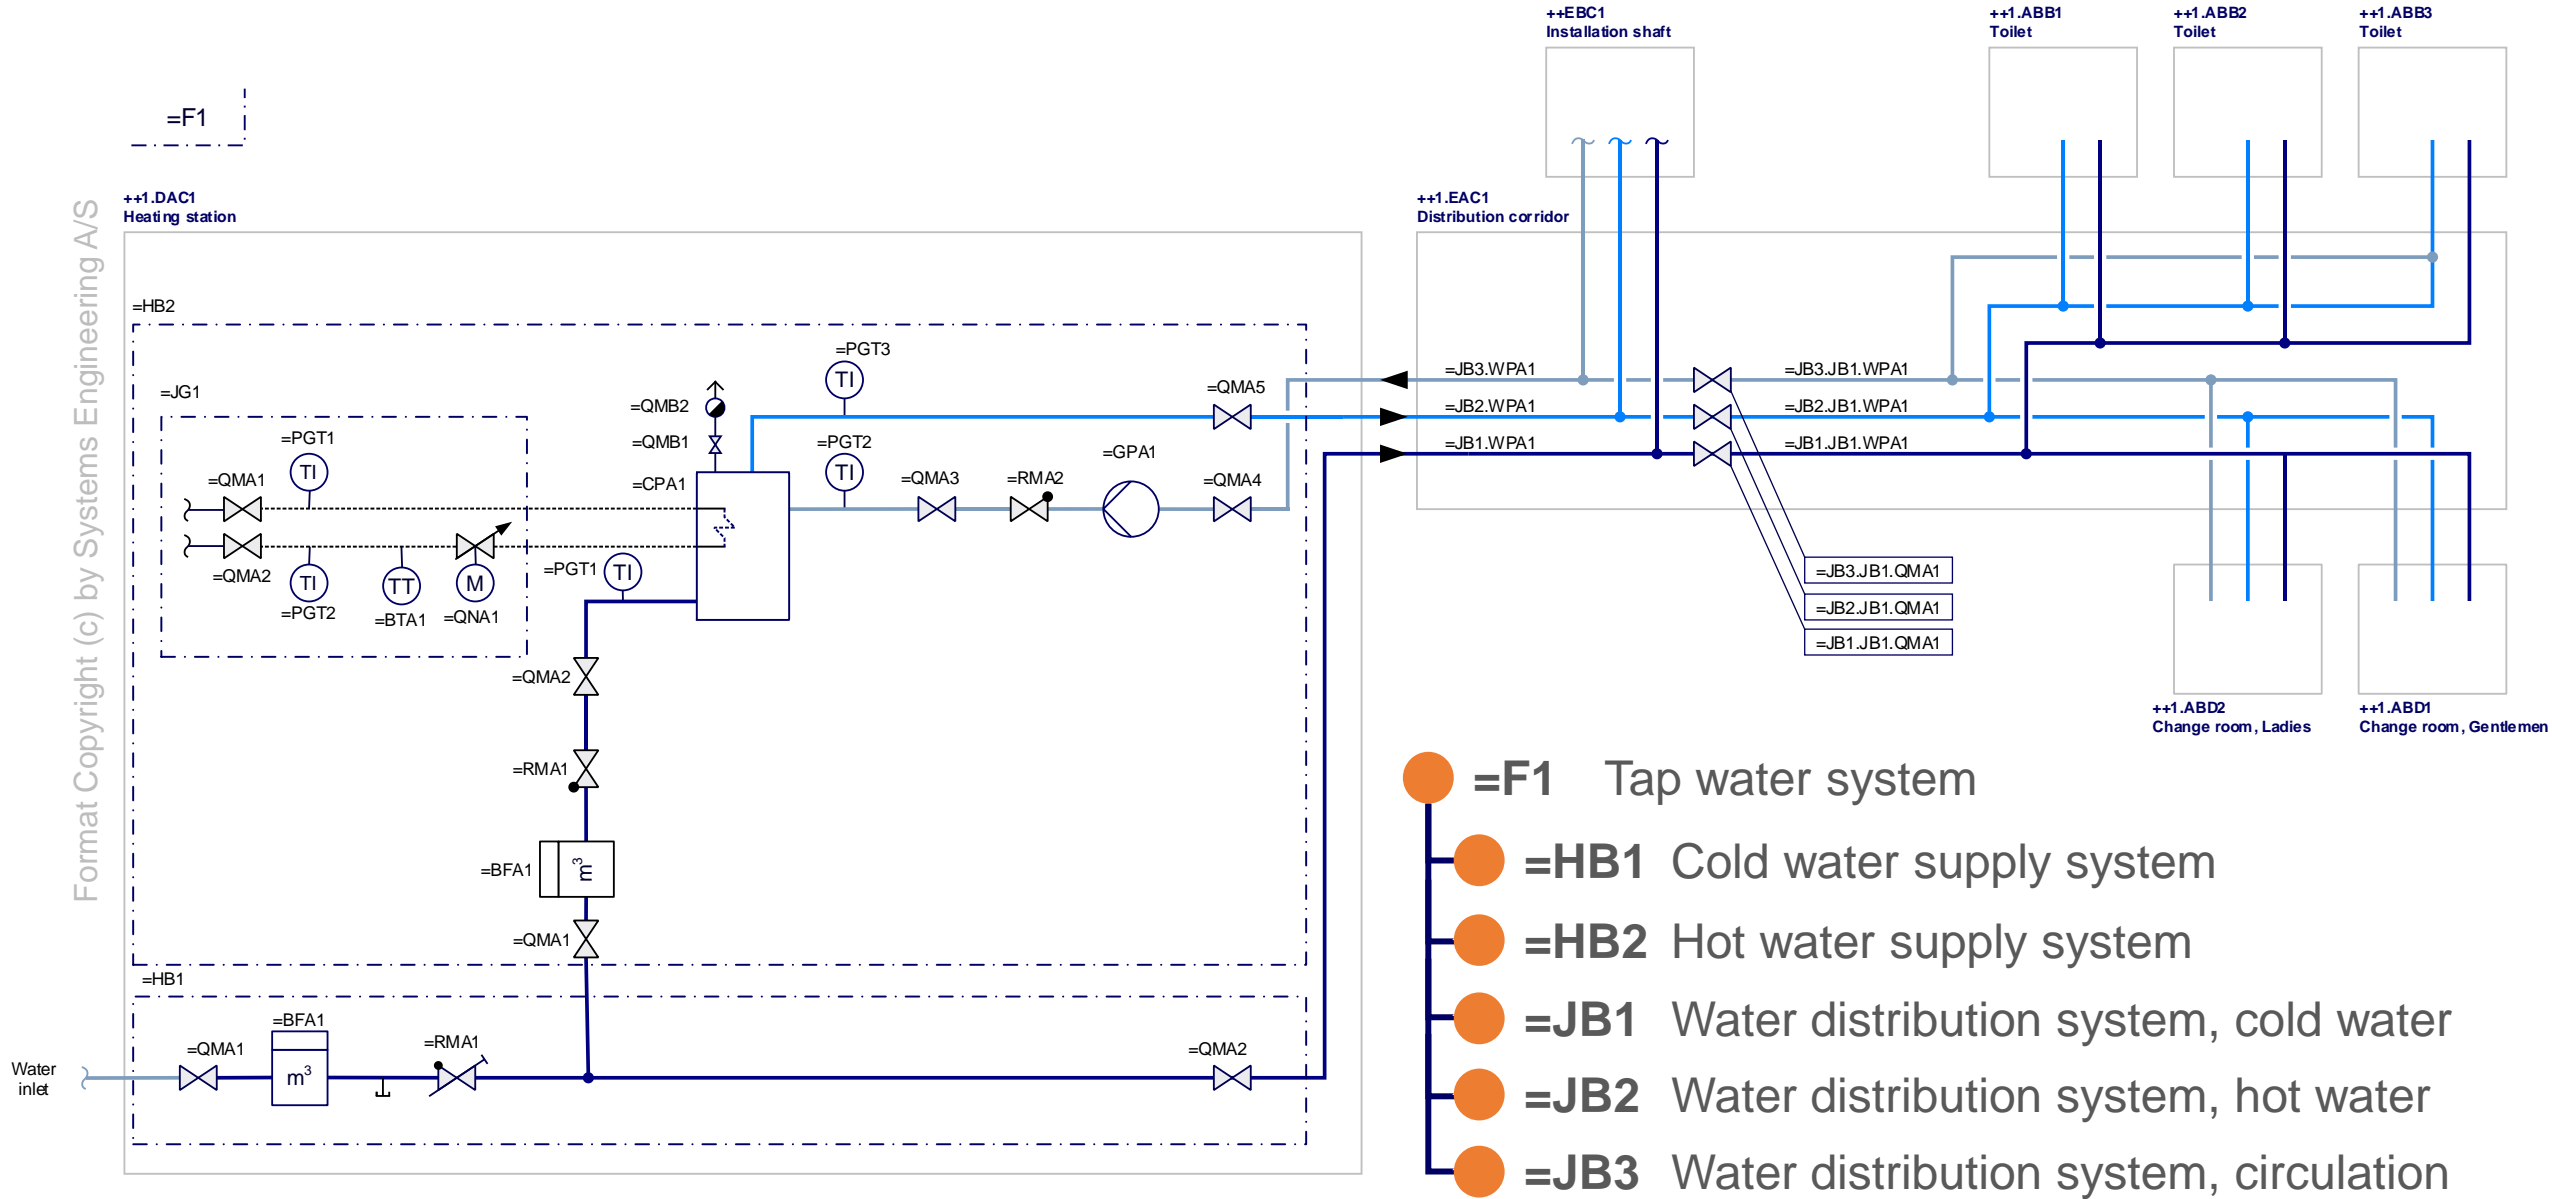 ++EBC1
Installation shaft
++1.ABB1
Toilet
++1.ABB2
Toilet
++1.ABB3
Toilet
=F1
++1.DAC1
Heating station
++1.EAC1
Distribution corridor
Format Copyright (c) by Systems Engineering A/S
=HB2
=JG1
=PGT3
=QMA5
=QMB2
=QMB1
=PGT1
TI
TI
=PGT2
TI
=GPA1
=QMA1
=CPA1
=QMA3
=RMA2
=QMA4
=QMA2
TI
=PGT2
TT
=BTA1
M
=QNA1
=PGT1
TI
=JB3.WPA1
=JB2.WPA1
=JB1.WPA1
=JB3.JB1.WPA1
=JB2.JB1.WPA1
=JB1.JB1.WPA1
=JB3.JB1.QMA1
=JB2.JB1.QMA1
=JB1.JB1.QMA1
++1.ABD2
Change room, Ladies
++1.ABD1
Change room, Gentlemen
=QMA2
=RMA1
=BFA1
m³
=QMA1
=HB1
=BFA1
m³
=QMA1
=RMA1
=QMA2
Water
inlet
=F1 Tap water system
=HB1 Cold water supply system
=HB2 Hot water supply system
=JB1 Water distribution system, cold water
=JB2 Water distribution system, hot water
=JB3 Water distribution system, circulation